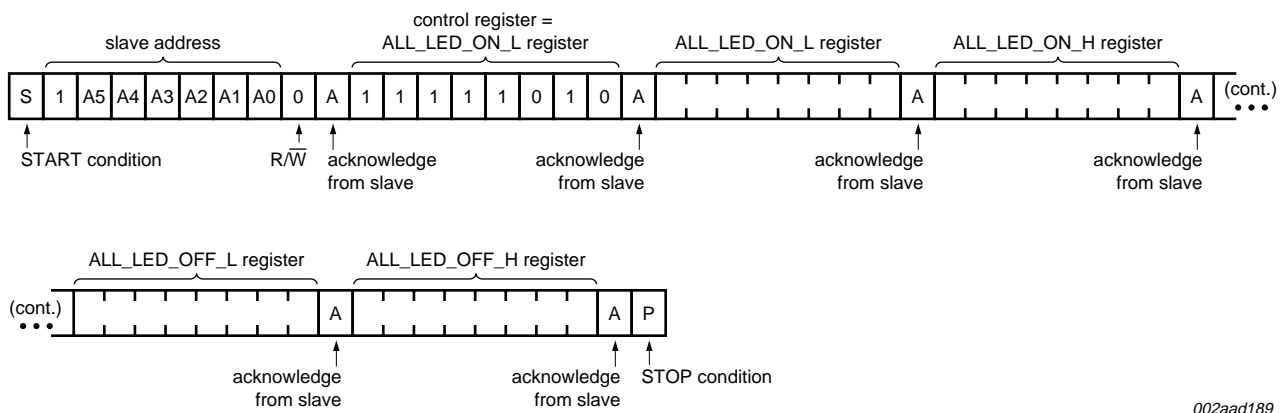 control register =
slave address ALL_LED_ON_L register ALL_LED_ON_L register ALL_LED_ON_H register
S 1 A5 A4 A3 A2 A1 A0 0 A 1 1 1 1 1 0 1 0 A A A (cont.)
START condition R/W̅ acknowledge acknowledge acknowledge acknowledge
from slave from slave from slave from slave
ALL_LED_OFF_L register ALL_LED_OFF_H register
(cont.) A A P
acknowledge acknowledge STOP condition
from slave from slave
002aad189